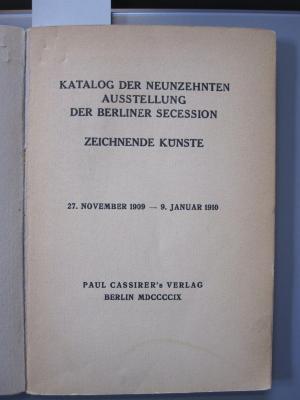 KATALOG DER NEUNZEHNTEN
AUSSTELLUNG
DER BERLINER SECESSION
ZEICHNENDE KÜNSTE
27. NOVEMBER 1909 — 9. JANUAR 1910
PAUL CASSIRER's VERLAG
BERLIN MDCCCCIX